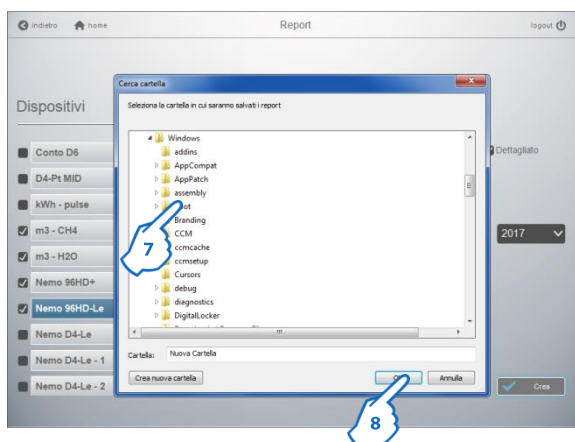 indietro home Report logout
Cerca cartella
Seleziona la cartella in cui saranno salvati i report
Dispositivi
Windows
addins
AppCompat
AppPatch
assembly
Branding
CCM
ccmcache
ccmsetup
Cursors
debug
diagnostics
DigitalLocker
Cartella: Nuova Cartella
Crea nuova cartella Annulla
Conto D6
D4-Pt MID
kWh - pulse
m3 - CH4
m3 - H2O
Nemo 96HD+
Nemo 96HD-Le
Nemo D4-Le
Nemo D4-Le - 1
Nemo D4-Le - 2
Dettagliato
2017
Crea
7
8